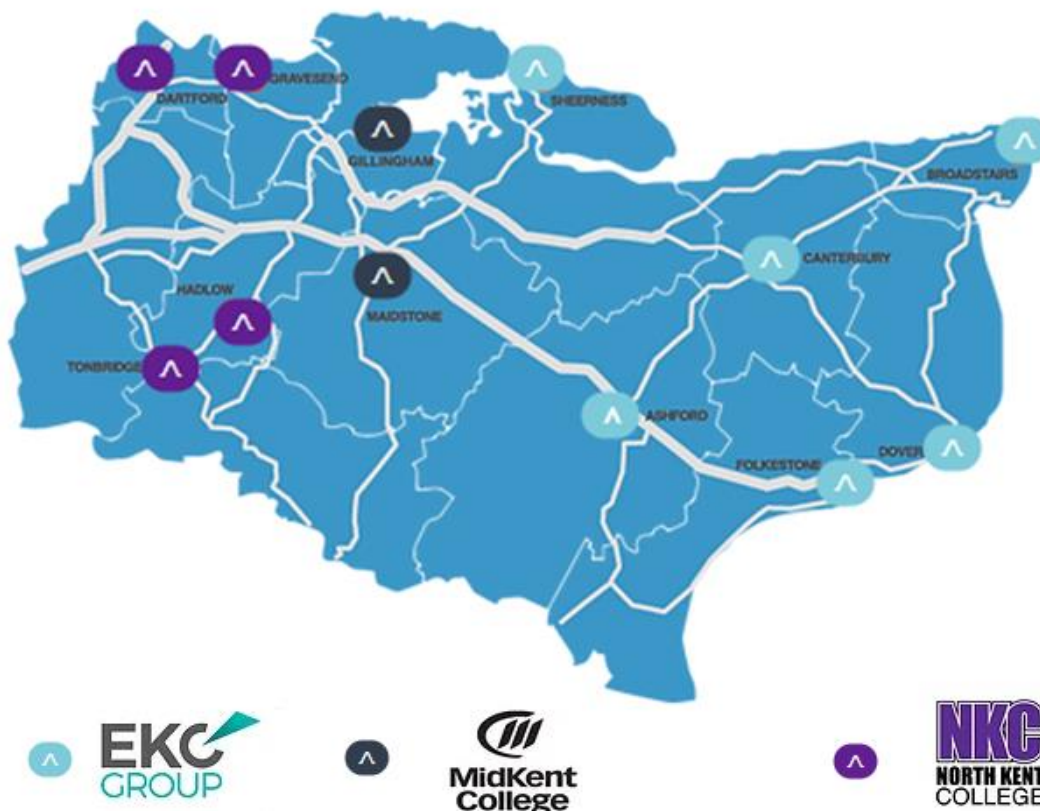 GRAVESEND
DARTFORD
SHEERNESS
GILLINGHAM
BROADSTAIRS
CANTERBURY
HADLOW
MAIDSTONE
TONBRIDGE
ASHFORD
DOVER
FOLKESTONE
EKC
GROUP
MidKent
College
NKC
NORTH KENT
COLLEGE